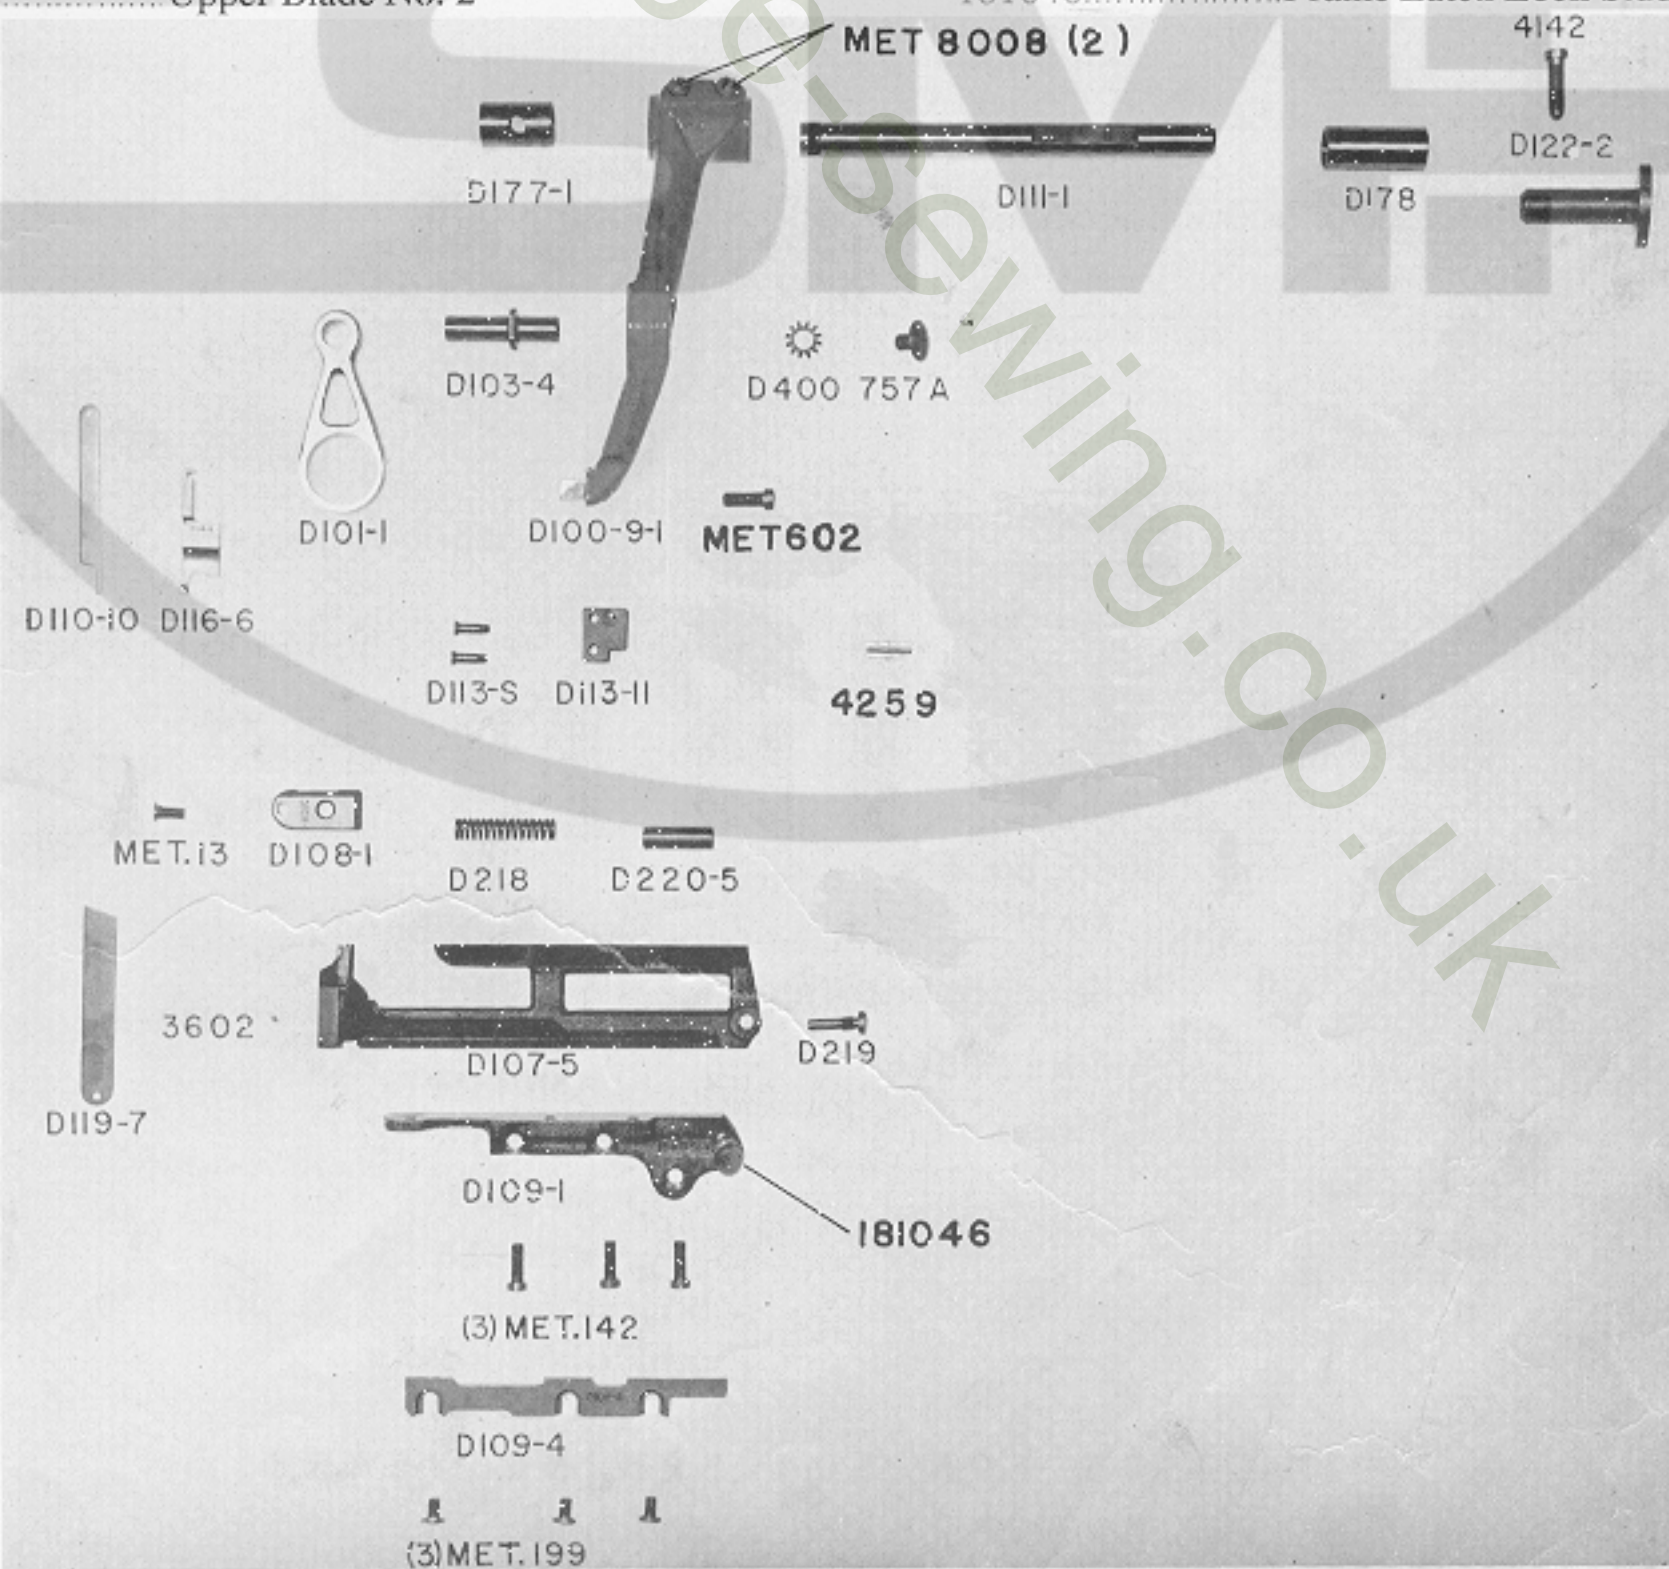 Upper Blade No. 2
MET 8008 (2)
4142
D177-1
D111-1
D178
D122-2
D103-4
D400
757A
D101-1
D100-9-1
MET602
D110-10
D116-6
D113-S
D113-11
4259
MET.13
D108-1
D218
D220-5
3602
D107-5
D219
D119-7
D109-1
181046
(3)MET.142
D109-4
(3)MET.199
SMF
e-sewing.co.uk